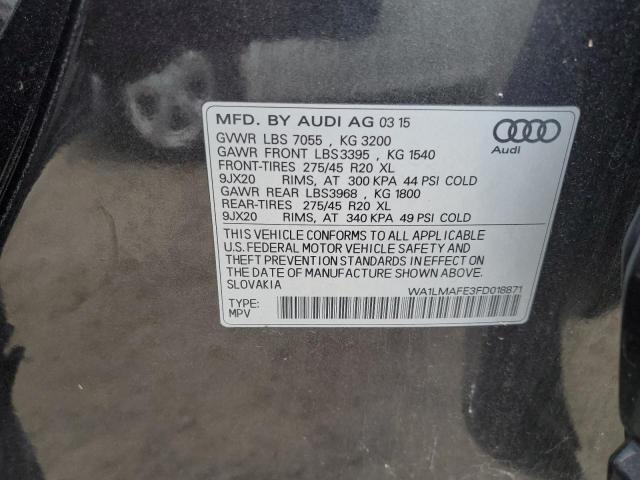 MFD. BY AUDI AG 03 15
GVWR LBS 7055 , KG 3200
GAWR FRONT LBS3395 , KG 1540
FRONT-TIRES 275/45 R20 XL
9JX20 RIMS, AT 300 KPA 44 PSI COLD
GAWR REAR LBS3968 , KG 1800
REAR-TIRES 275/45 R20 XL
9JX20 RIMS, AT 340 KPA 49 PSI COLD
Audi
THIS VEHICLE CONFORMS TO ALL APPLICABLE
U.S. FEDERAL MOTOR VEHICLE SAFETY AND
THEFT PREVENTION STANDARDS IN EFFECT ON
THE DATE OF MANUFACTURE SHOWN ABOVE.
SLOVAKIA
WA1LMAFE3FD018871
TYPE:
MPV